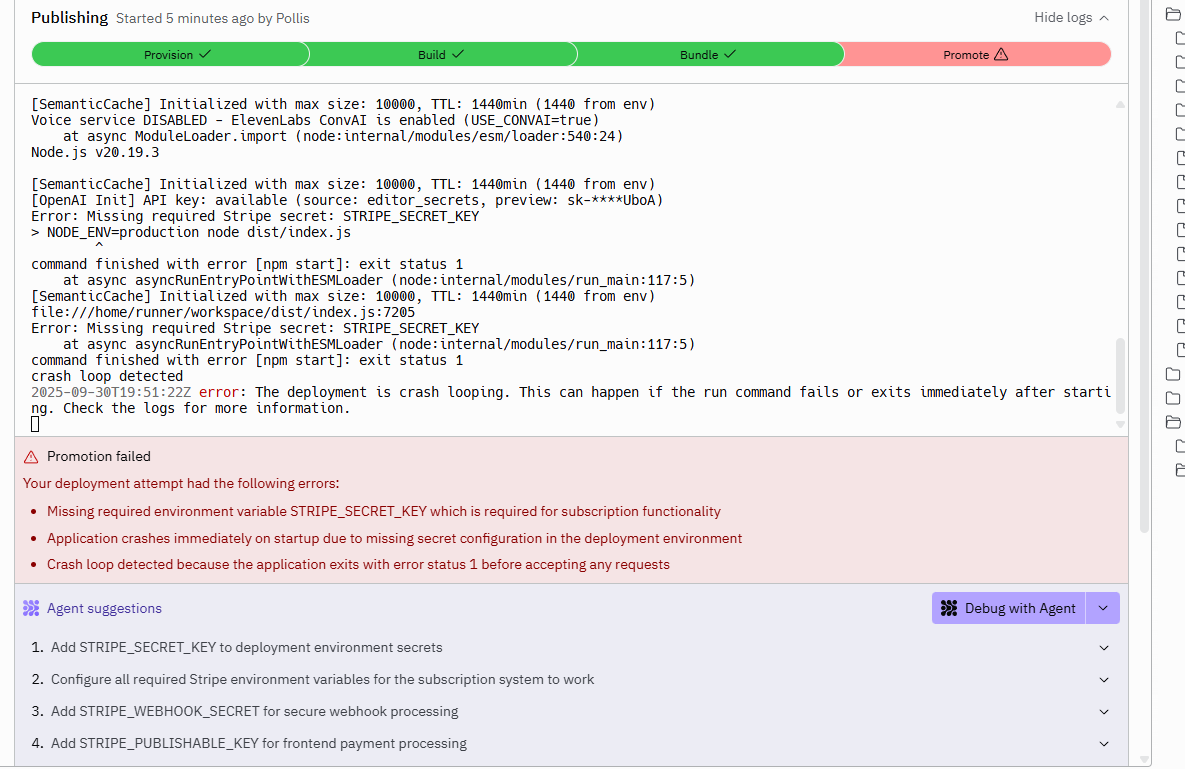 Publishing Started 5 minutes ago by Pollis Hide logs
Provision Build Bundle Promote
[SemanticCache] Initialized with max size: 10000, TTL: 1440min (1440 from env)
Voice service DISABLED - ElevenLabs ConvAI is enabled (USE_CONVAI=true)
    at async ModuleLoader.import (node:internal/modules/esm/loader:540:24)
Node.js v20.19.3
[SemanticCache] Initialized with max size: 10000, TTL: 1440min (1440 from env)
[OpenAI Init] API key: available (source: editor_secrets, preview: sk-****UboA)
Error: Missing required Stripe secret: STRIPE_SECRET_KEY
> NODE_ENV=production node dist/index.js
        ^
command finished with error [npm start]: exit status 1
    at async asyncRunEntryPointWithESMLoader (node:internal/modules/run_main:117:5)
[SemanticCache] Initialized with max size: 10000, TTL: 1440min (1440 from env)
file:///home/runner/workspace/dist/index.js:7205
Error: Missing required Stripe secret: STRIPE_SECRET_KEY
    at async asyncRunEntryPointWithESMLoader (node:internal/modules/run_main:117:5)
command finished with error [npm start]: exit status 1
crash loop detected
2025-09-30T19:51:22Z error: The deployment is crash looping. This can happen if the run command fails or exits immediately after starti
ng. Check the logs for more information.
Promotion failed
Your deployment attempt had the following errors:
• Missing required environment variable STRIPE_SECRET_KEY which is required for subscription functionality
• Application crashes immediately on startup due to missing secret configuration in the deployment environment
• Crash loop detected because the application exits with error status 1 before accepting any requests
Agent suggestions Debug with Agent
1. Add STRIPE_SECRET_KEY to deployment environment secrets
2. Configure all required Stripe environment variables for the subscription system to work
3. Add STRIPE_WEBHOOK_SECRET for secure webhook processing
4. Add STRIPE_PUBLISHABLE_KEY for frontend payment processing